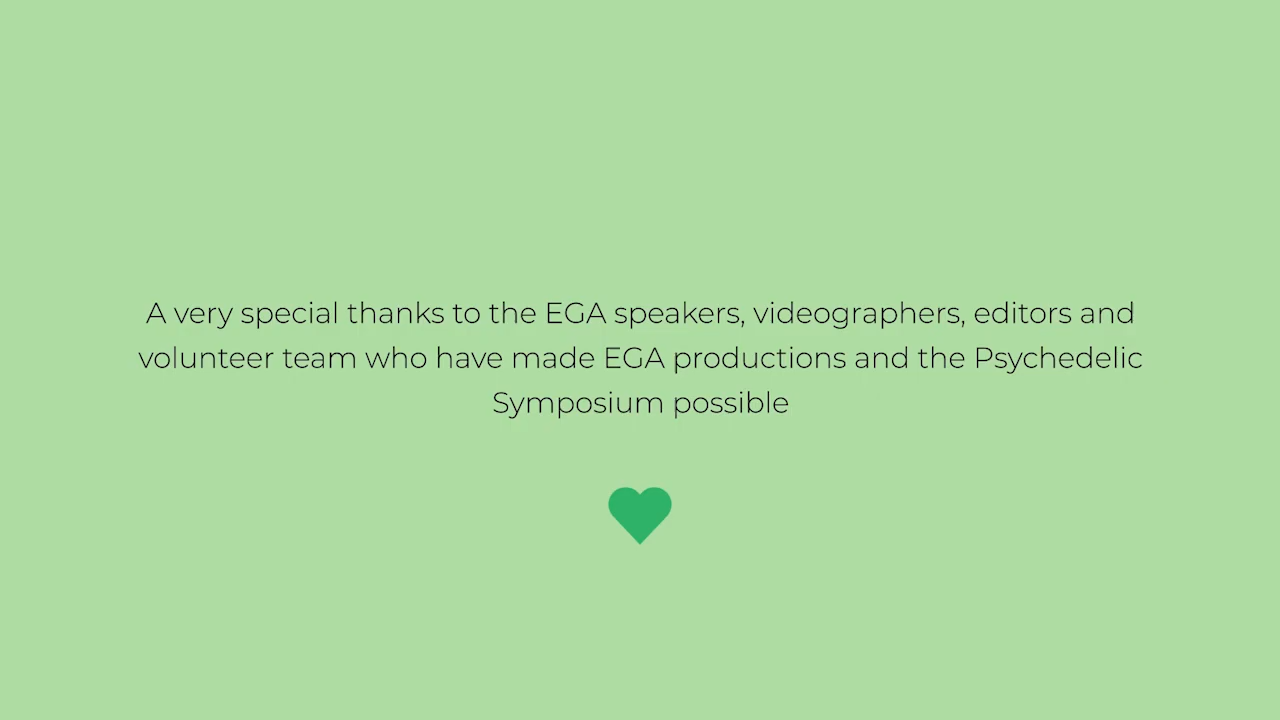 A very special thanks to the EGA speakers, videographers, editors and
volunteer team who have made EGA productions and the Psychedelic
Symposium possible